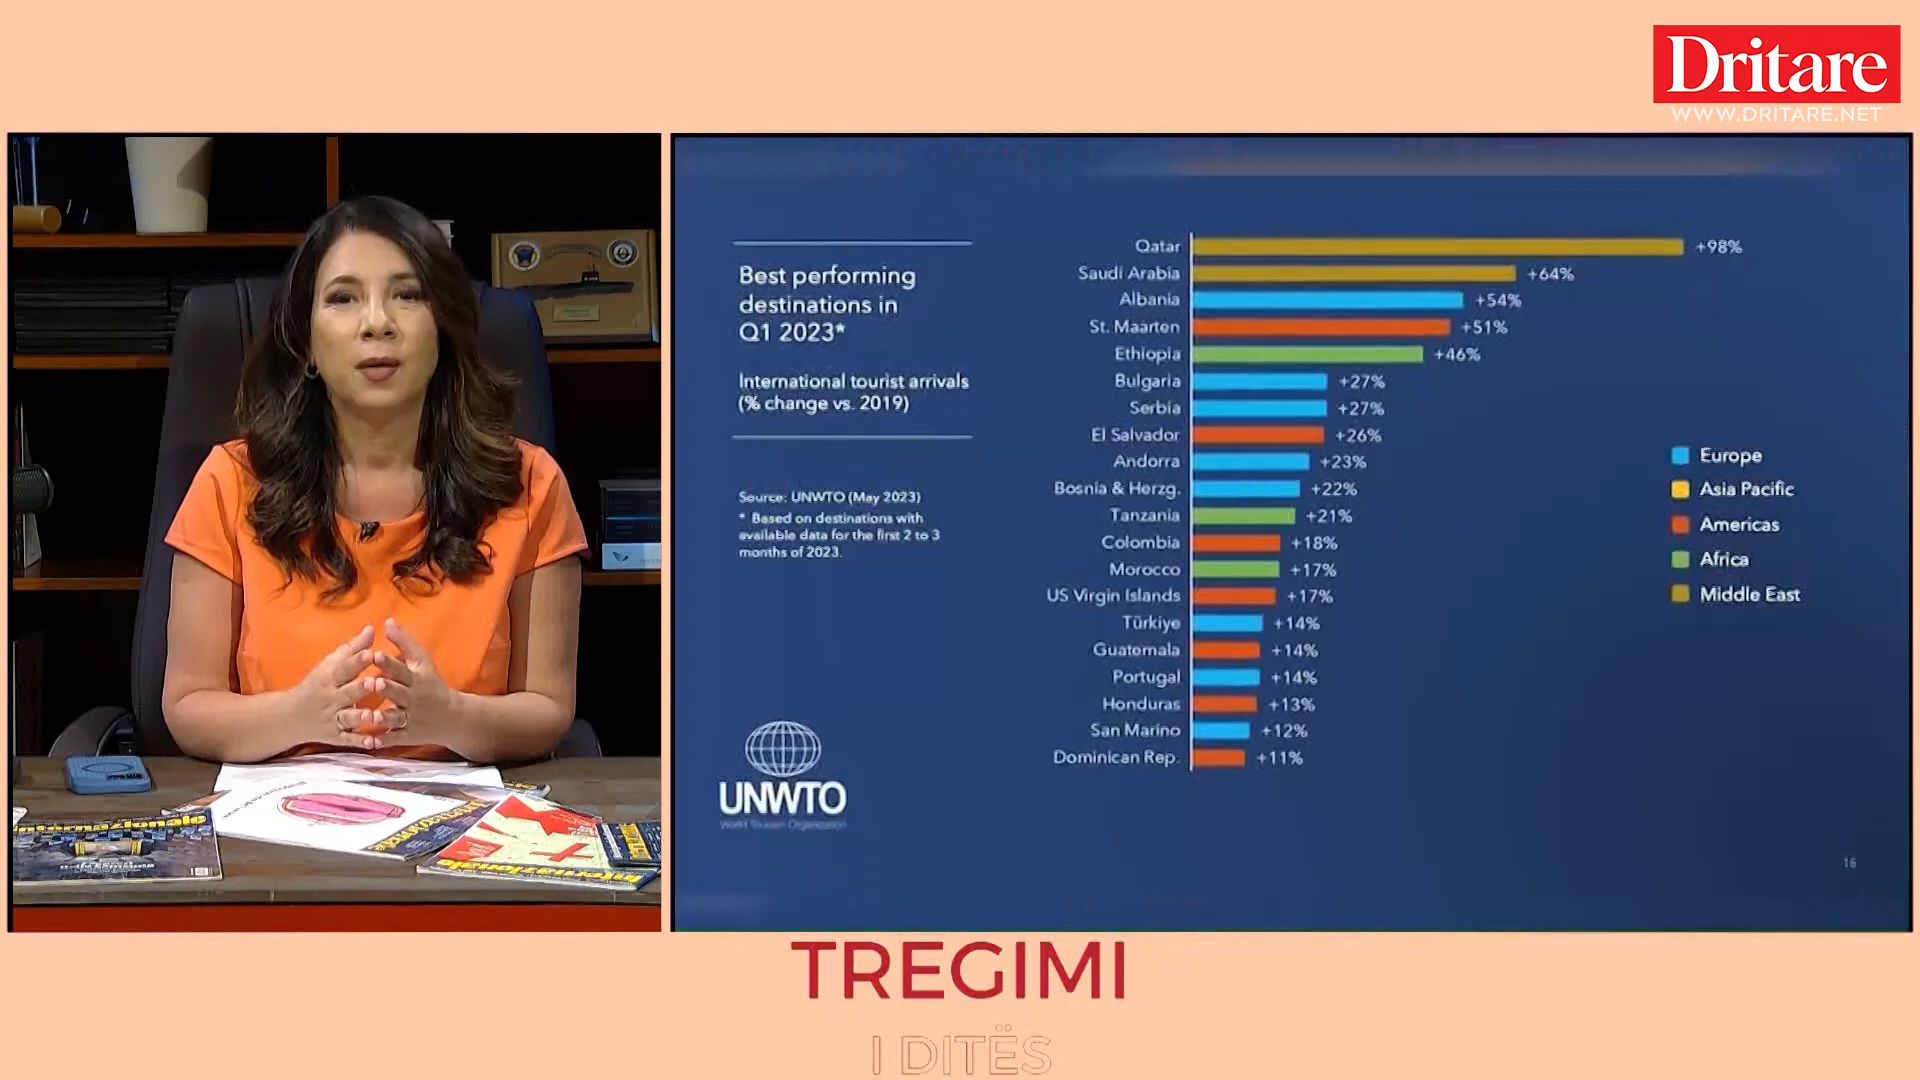 Dritare
WWW.DRITARE.NET
Best performing
destinations in
Q1 2023*
International tourist arrivals
(% change vs. 2019)
Source: UNWTO (May 2023)
* Based on destinations with
available data for the first 2 to 3
months of 2023.
UNWTO
World Tourism Organization
Qatar +98%
Saudi Arabia +64%
Albania +54%
St. Maarten +51%
Ethiopia +46%
Bulgaria +27%
Serbia +27%
El Salvador +26%
Andorra +23%
Bosnia & Herzg. +22%
Tanzania +21%
Colombia +18%
Morocco +17%
US Virgin Islands +17%
Türkiye +14%
Guatemala +14%
Portugal +14%
Honduras +13%
San Marino +12%
Dominican Rep. +11%
Europe
Asia Pacific
Americas
Africa
Middle East
16
Internazionale
TREGIMI
I DITËS